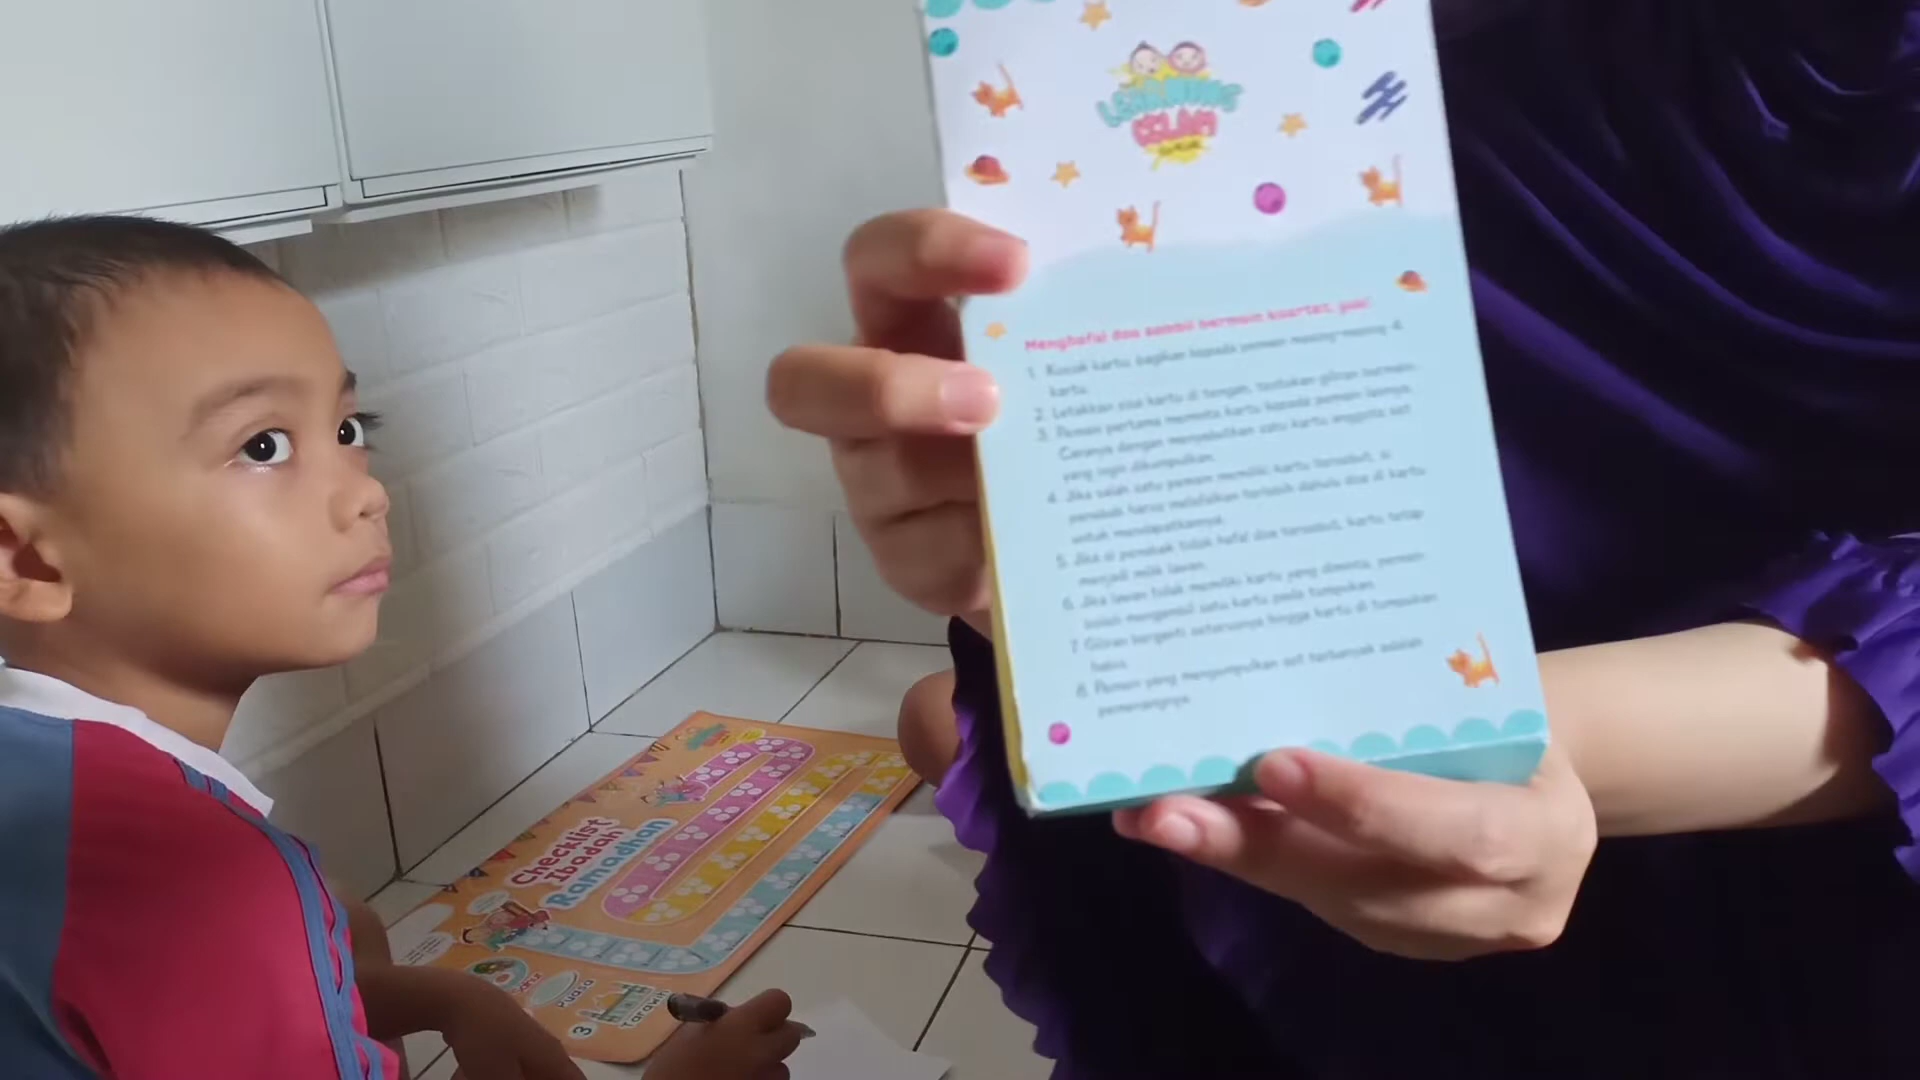 LEARNING
ISLAM
Menghafal doa sambil bermain kuartet, yuk!
1. Kocok kartu, bagikan kepada pemain masing-masing 4
kartu.
2. Letakkan sisa kartu di tengah, tentukan giliran bermain.
3. Pemain pertama meminta kartu kepada pemain lainnya.
Caranya dengan menyebutkan satu kartu anggota set
yang ingin dikumpulkan.
4. Jika salah satu pemain memiliki kartu tersebut, si
penebak harus melafalkan terlebih dahulu doa di kartu
untuk mendapatkannya.
5. Jika si penebak tidak hafal doa tersebut, kartu tetap
menjadi milik lawan.
6. Jika lawan tidak memiliki kartu yang diminta, pemain
boleh mengambil satu kartu pada tumpukan.
7. Giliran berganti seterusnya hingga kartu di tumpukan
habis.
8. Pemain yang mengumpulkan set terbanyak adalah
pemenangnya.
Checklist
Ibadah
Ramadhan
Puasa
3
Tarawih